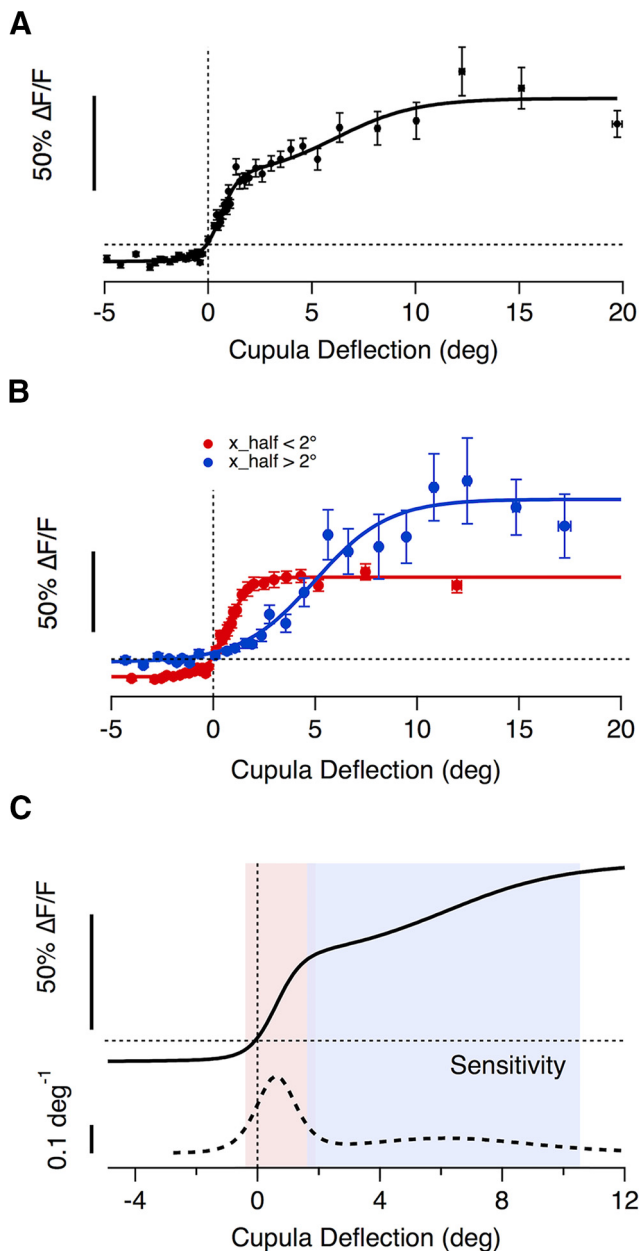 A
50% ΔF/F
-5 0 5 10 15 20
Cupula Deflection (deg)
B
x_half < 2°
x_half > 2°
50% ΔF/F
-5 0 5 10 15 20
Cupula Deflection (deg)
C
50% ΔF/F
Sensitivity
0.1 deg⁻¹
-4 0 4 8 12
Cupula Deflection (deg)